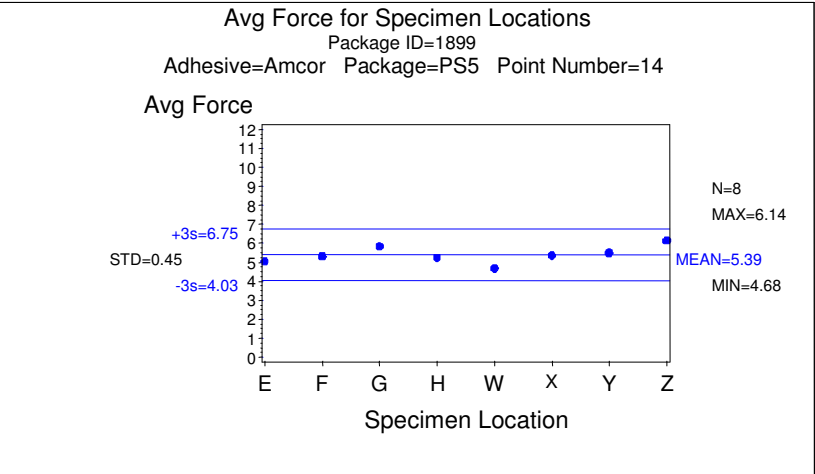 Avg Force for Specimen Locations
Package ID=1899
Adhesive=Amcor Package=PS5 Point Number=14
Avg Force
12
11
10
9
8
7
6
5
4
3
2
1
0
+3s=6.75
STD=0.45
-3s=4.03
N=8
MAX=6.14
MEAN=5.39
MIN=4.68
E F G H W X Y Z
Specimen Location